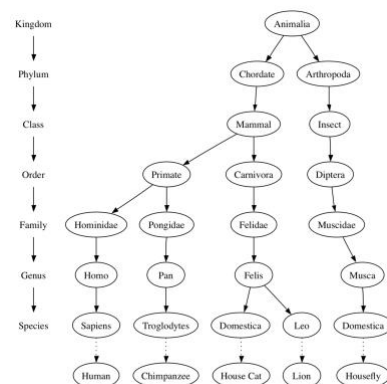 Kingdom Animalia
Phylum Chordate Arthropoda
Class Mammal Insect
Order Primate Carnivora Diptera
Family Hominidae Pongidae Felidae Muscidae
Genus Homo Pan Felis Musca
Species Sapiens Troglodytes Domestica Leo Domestica
Human Chimpanzee House Cat Lion Housefly